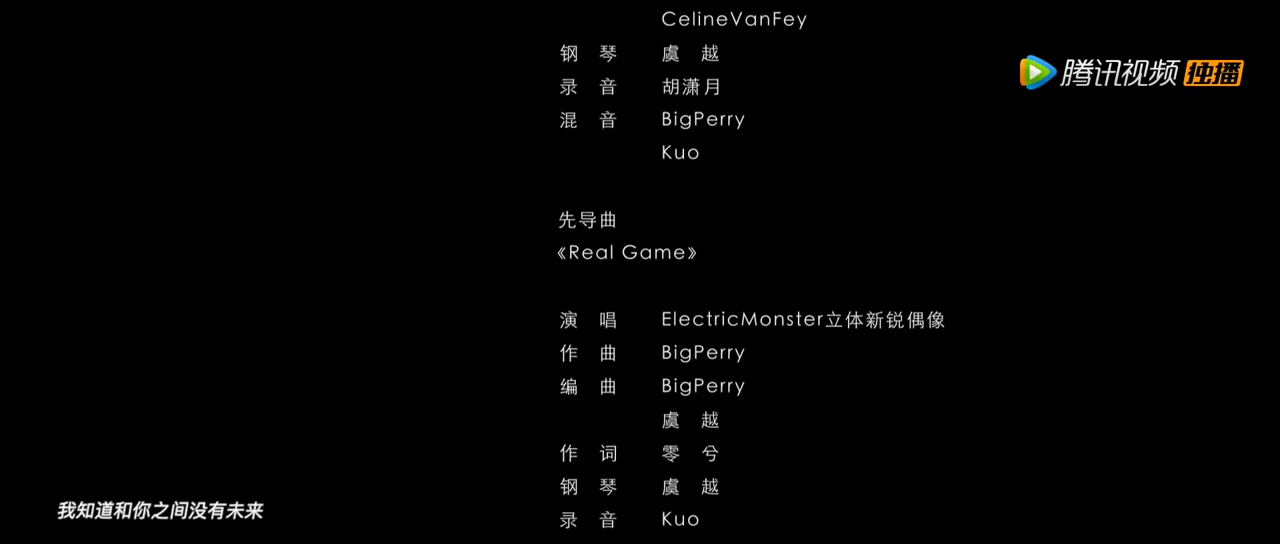 CelineVanFey
钢 琴 虞 越
录 音 胡潇月
混 音 BigPerry
Kuo
腾讯视频 独播
先导曲
《Real Game》
演 唱 ElectricMonster立体新锐偶像
作 曲 BigPerry
编 曲 BigPerry
虞 越
作 词 零 兮
钢 琴 虞 越
录 音 Kuo
我知道和你之间没有未来